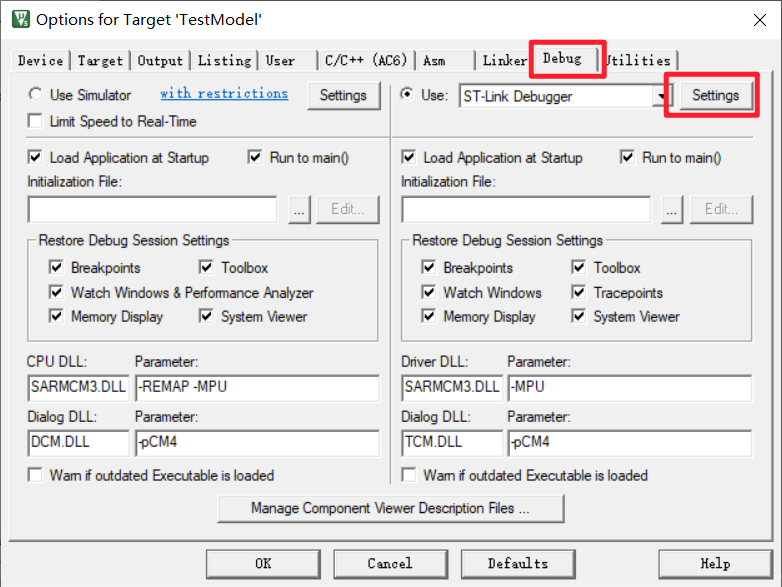 Options for Target 'TestModel'
Device Target Output Listing User C/C++ (AC6) Asm Linker Debug Utilities
Use Simulator with restrictions Settings
Limit Speed to Real-Time
Load Application at Startup Run to main()
Initialization File:
... Edit...
Restore Debug Session Settings
Breakpoints Toolbox
Watch Windows & Performance Analyzer
Memory Display System Viewer
CPU DLL: Parameter:
SARMCM3.DLL -REMAP -MPU
Dialog DLL: Parameter:
DCM.DLL -pCM4
Warn if outdated Executable is loaded
Use: ST-Link Debugger Settings
Load Application at Startup Run to main()
Initialization File:
... Edit...
Restore Debug Session Settings
Breakpoints Toolbox
Watch Windows Tracepoints
Memory Display System Viewer
Driver DLL: Parameter:
SARMCM3.DLL -MPU
Dialog DLL: Parameter:
TCM.DLL -pCM4
Warn if outdated Executable is loaded
Manage Component Viewer Description Files ...
OK Cancel Defaults Help